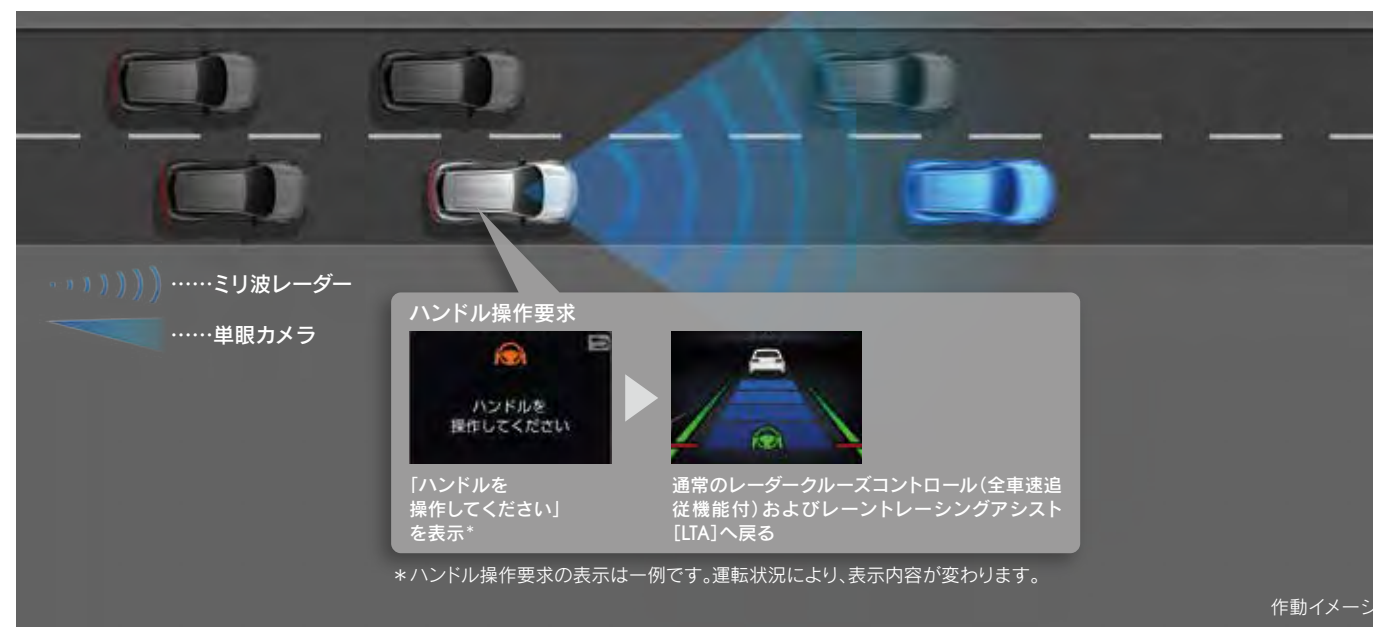 ……ミリ波レーダー
……単眼カメラ
ハンドル操作要求
ハンドルを
操作してください
「ハンドルを
操作してください」
を表示*
通常のレーダークルーズコントロール（全車速追
従機能付）およびレーントレーシングアシスト
[LTA]へ戻る
＊ハンドル操作要求の表示は一例です。運転状況により、表示内容が変わります。
作動イメージ